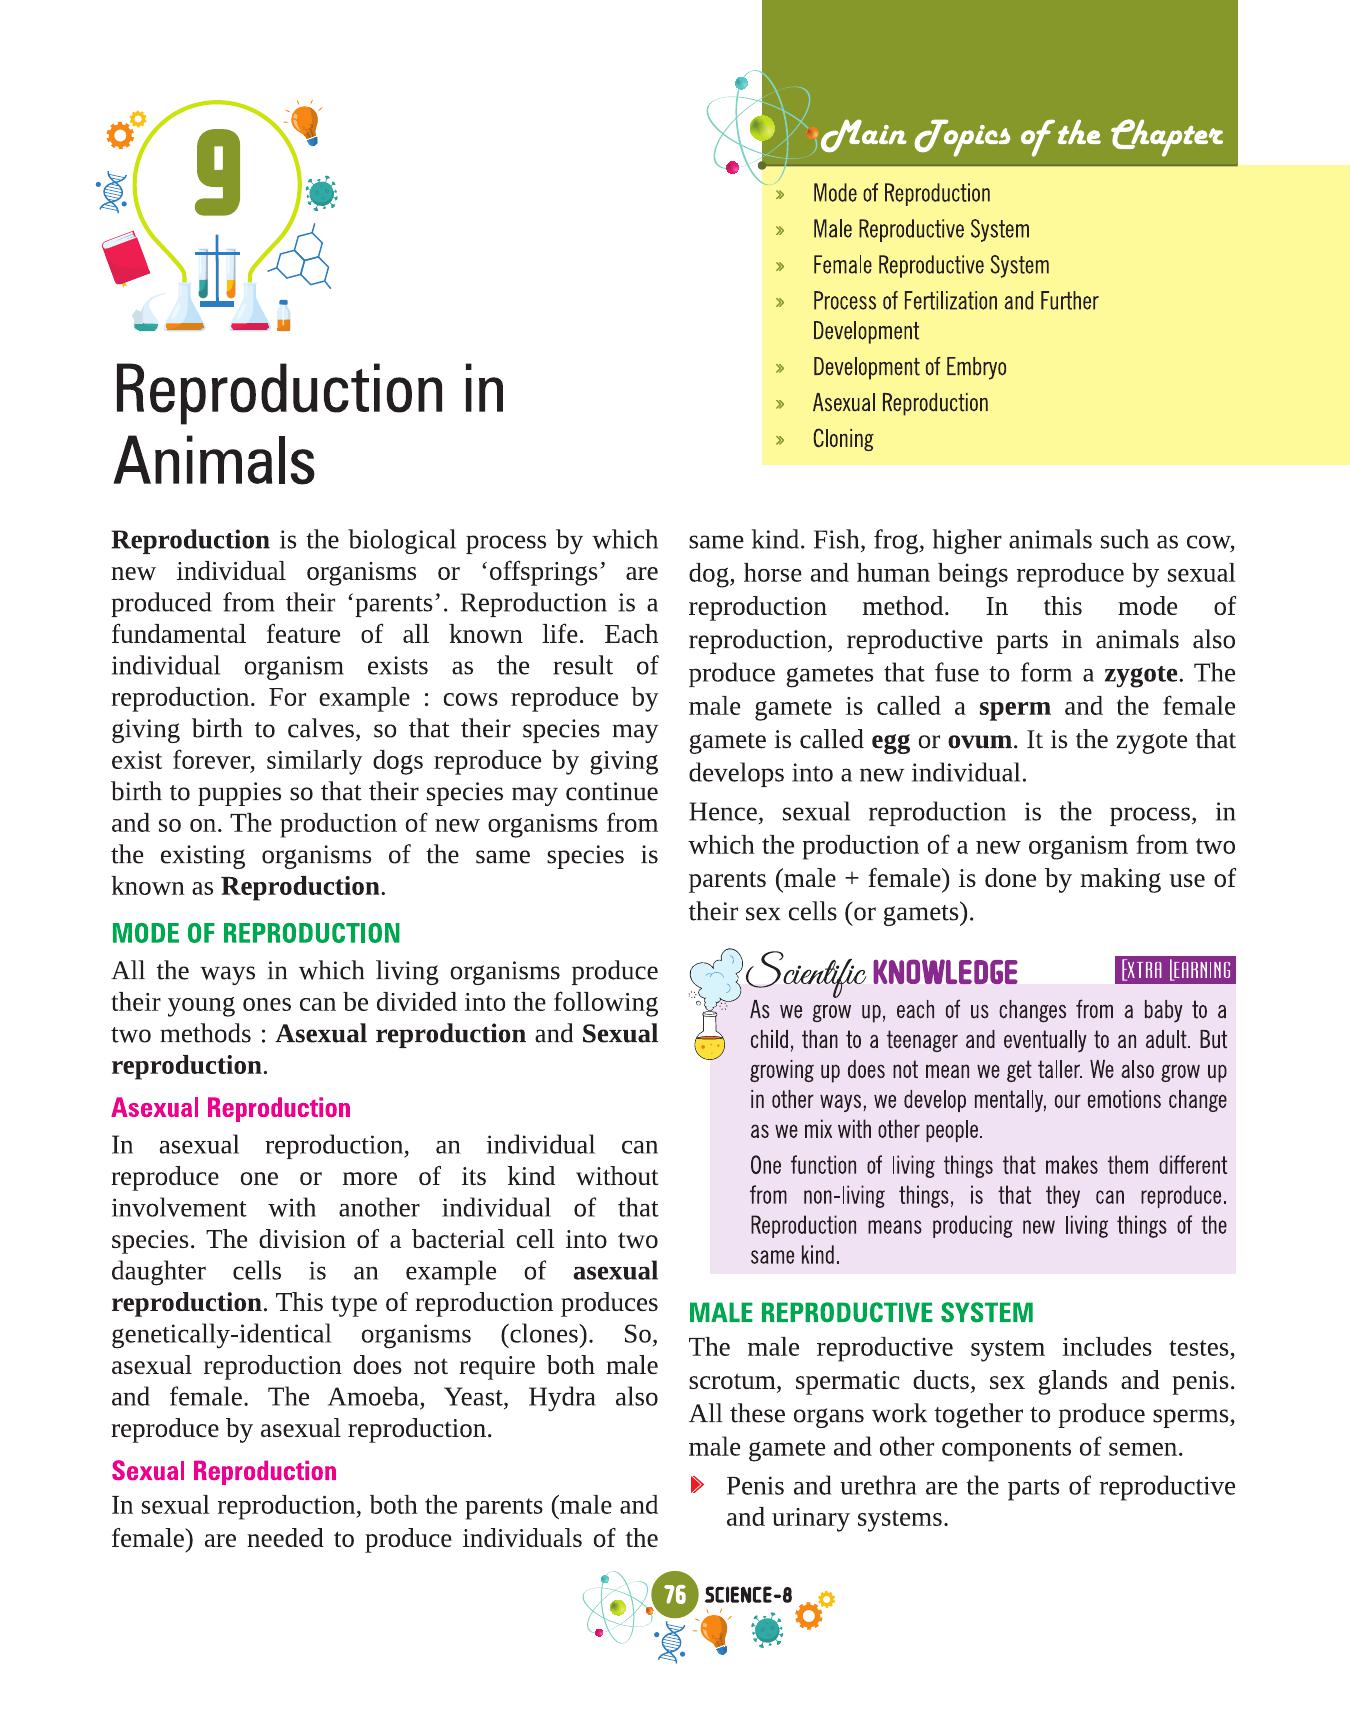 9
Reproduction in
Animals
Main Topics of the Chapter
» Mode of Reproduction
» Male Reproductive System
» Female Reproductive System
» Process of Fertilization and Further
Development
» Development of Embryo
» Asexual Reproduction
» Cloning
Reproduction is the biological process by which
new individual organisms or ‘offsprings’ are
produced from their ‘parents’. Reproduction is a
fundamental feature of all known life. Each
individual organism exists as the result of
reproduction. For example : cows reproduce by
giving birth to calves, so that their species may
exist forever, similarly dogs reproduce by giving
birth to puppies so that their species may continue
and so on. The production of new organisms from
the existing organisms of the same species is
known as Reproduction.
MODE OF REPRODUCTION
All the ways in which living organisms produce
their young ones can be divided into the following
two methods : Asexual reproduction and Sexual
reproduction.
Asexual Reproduction
In asexual reproduction, an individual can
reproduce one or more of its kind without
involvement with another individual of that
species. The division of a bacterial cell into two
daughter cells is an example of asexual
reproduction. This type of reproduction produces
genetically-identical organisms (clones). So,
asexual reproduction does not require both male
and female. The Amoeba, Yeast, Hydra also
reproduce by asexual reproduction.
Sexual Reproduction
In sexual reproduction, both the parents (male and
female) are needed to produce individuals of the
same kind. Fish, frog, higher animals such as cow,
dog, horse and human beings reproduce by sexual
reproduction method. In this mode of
reproduction, reproductive parts in animals also
produce gametes that fuse to form a zygote. The
male gamete is called a sperm and the female
gamete is called egg or ovum. It is the zygote that
develops into a new individual.
Hence, sexual reproduction is the process, in
which the production of a new organism from two
parents (male + female) is done by making use of
their sex cells (or gamets).
Scientific KNOWLEDGE EXTRA LEARNING
As we grow up, each of us changes from a baby to a
child, than to a teenager and eventually to an adult. But
growing up does not mean we get taller. We also grow up
in other ways, we develop mentally, our emotions change
as we mix with other people.
One function of living things that makes them different
from non-living things, is that they can reproduce.
Reproduction means producing new living things of the
same kind.
MALE REPRODUCTIVE SYSTEM
The male reproductive system includes testes,
scrotum, spermatic ducts, sex glands and penis.
All these organs work together to produce sperms,
male gamete and other components of semen.
Penis and urethra are the parts of reproductive
and urinary systems.
76 SCIENCE-8